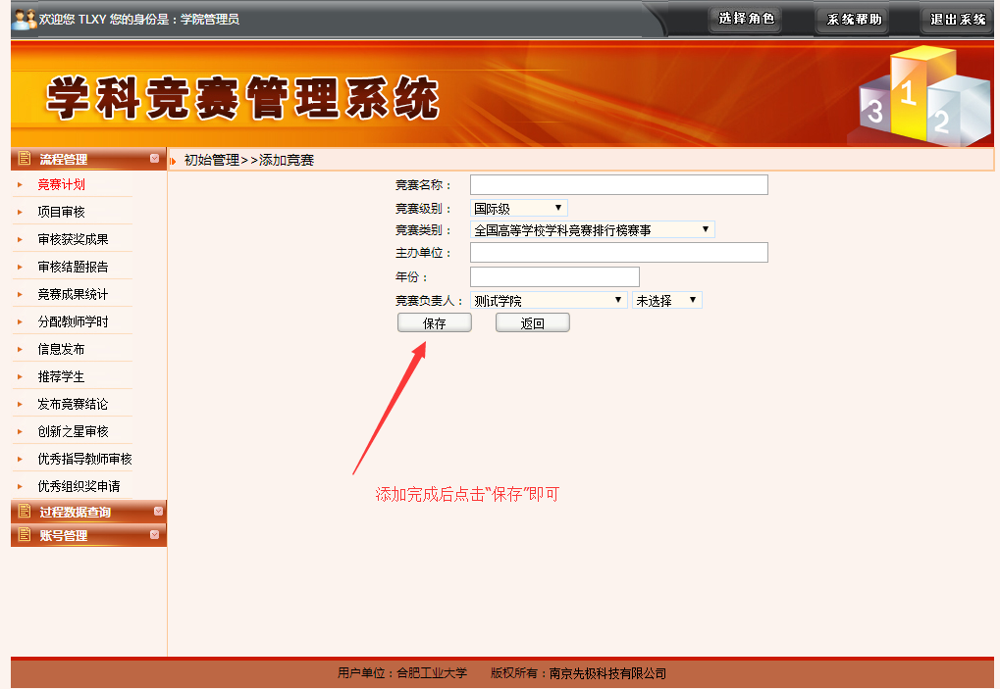 欢迎您 TLXY 您的身份是：学院管理员
选择角色
系统帮助
退出系统
学科竞赛管理系统
3 1 2
流程管理
竞赛计划
项目审核
审核获奖成果
审核结题报告
竞赛成果统计
分配教师学时
信息发布
推荐学生
发布竞赛结论
创新之星审核
优秀指导教师审核
优秀组织奖申请
过程数据查询
账号管理
初始管理>>添加竞赛
竞赛名称：
竞赛级别： 国际级
竞赛类别： 全国高等学校学科竞赛排行榜赛事
主办单位：
年份：
竞赛负责人： 测试学院 未选择
保存 返回
添加完成后点击“保存”即可
用户单位：合肥工业大学 版权所有：南京先极科技有限公司